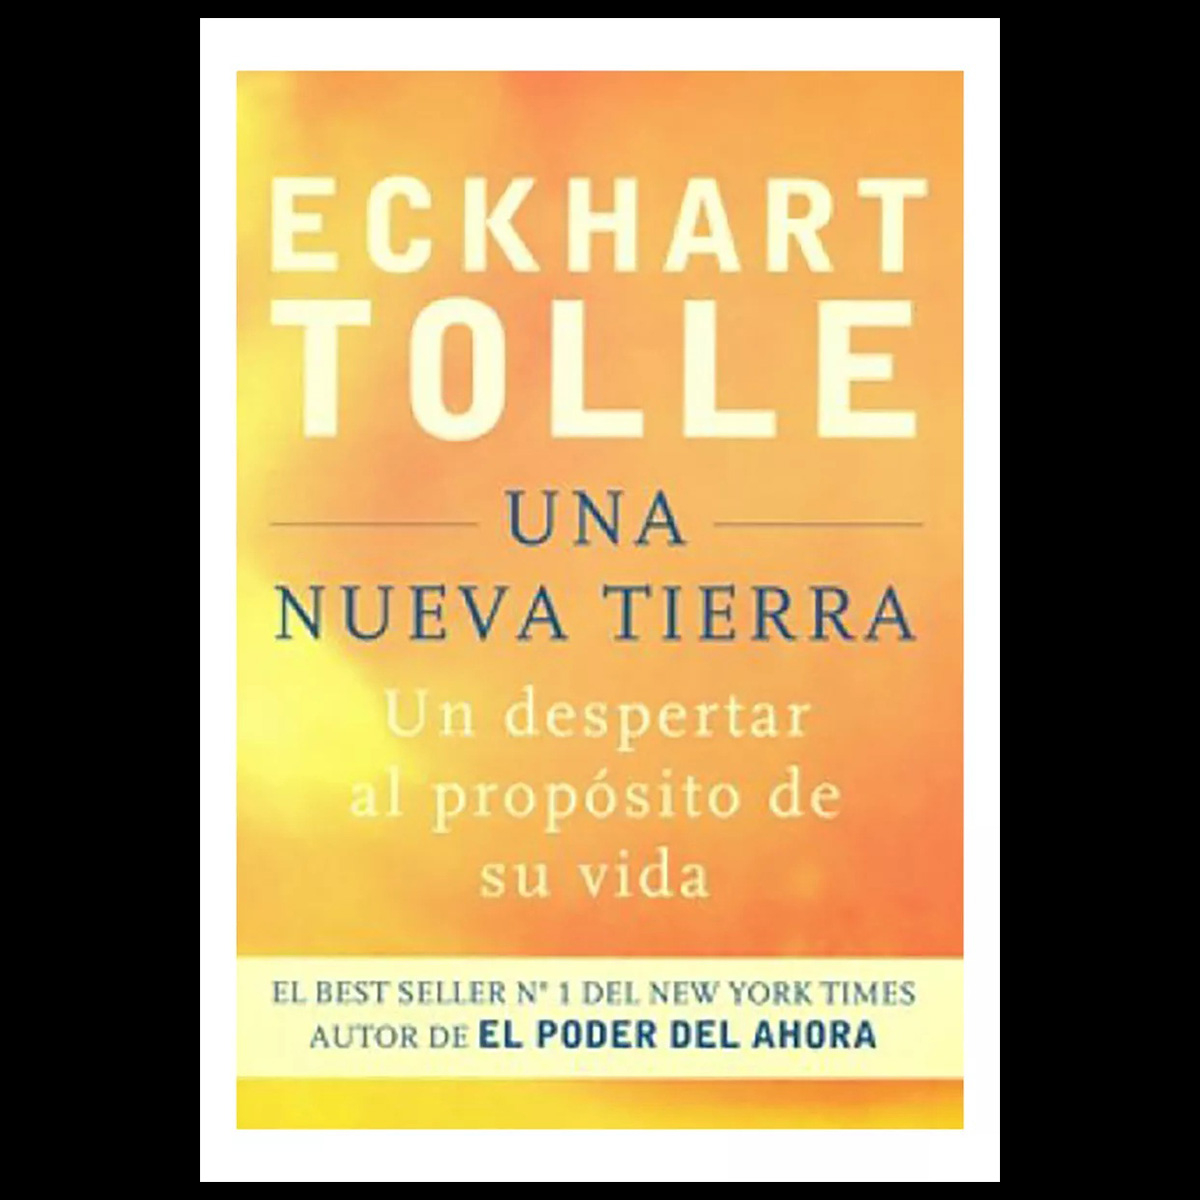 ECKHART
TOLLE
UNA
NUEVA TIERRA
Un despertar
al propósito de
su vida
EL BEST SELLER N° 1 DEL NEW YORK TIMES
AUTOR DE EL PODER DEL AHORA